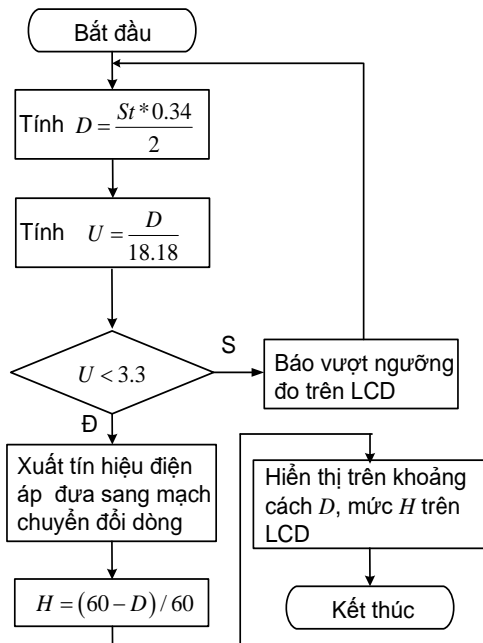 Bắt đầu
Tính D = St * 0.34 / 2
Tính U = D / 18.18
U < 3.3
S
Báo vượt ngưỡng
đo trên LCD
Đ
Xuất tín hiệu điện
áp đưa sang mạch
chuyển đổi dòng
H = (60 − D) / 60
Hiển thị trên khoảng
cách D, mức H trên
LCD
Kết thúc